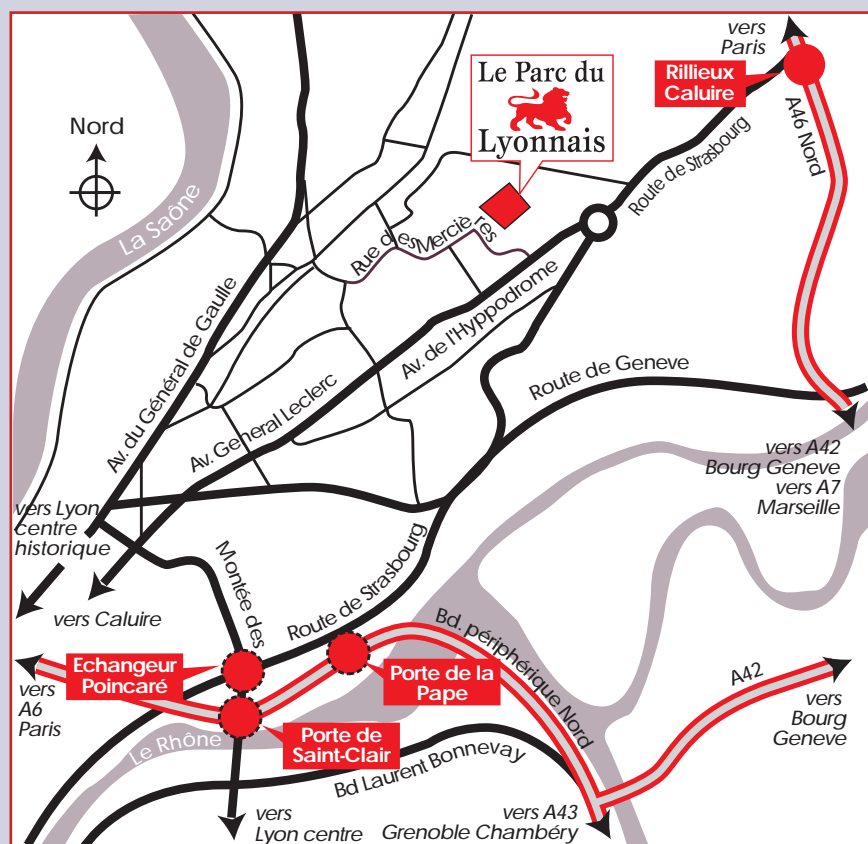 vers
Paris
Rillieux
Caluire
Le Parc du
Lyonnais
Nord
A46 Nord
Route de Strasbourg
La Saône
Rue des Mercières
Av. du Général de Gaulle
Av. de l'Hyppodrome
Av. General Leclerc
Route de Geneve
vers A42
Bourg Geneve
vers A7
Marseille
vers Lyon
centre
historique
Montée des
Route de Strasbourg
vers Caluire
Bd. périphérique Nord
Echangeur
Poincaré
Porte de la
Pape
A42
vers
A6
Paris
vers
Bourg
Geneve
Le Rhône
Porte de
Saint-Clair
Bd Laurent Bonnevay
vers
Lyon centre
vers A43
Grenoble Chambéry